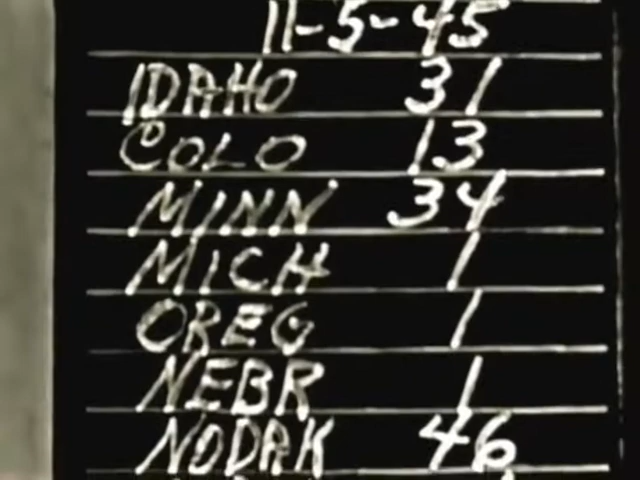 11-5-45
IDAHO 31
COLO 13
MINN 34
MICH 1
OREG 1
NEBR 1
NODAK 46